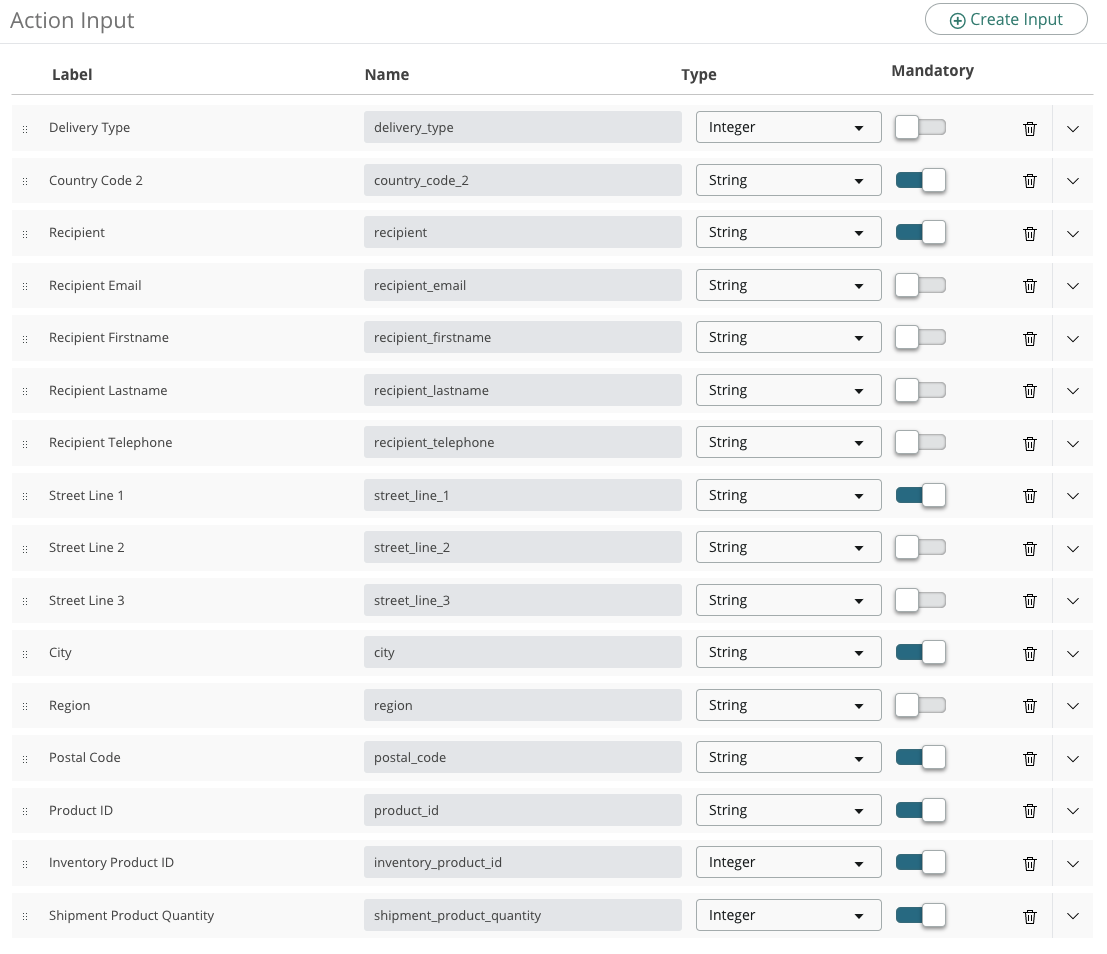 Action Input
Create Input
Label Name Type Mandatory
Delivery Type delivery_type Integer
Country Code 2 country_code_2 String
Recipient recipient String
Recipient Email recipient_email String
Recipient Firstname recipient_firstname String
Recipient Lastname recipient_lastname String
Recipient Telephone recipient_telephone String
Street Line 1 street_line_1 String
Street Line 2 street_line_2 String
Street Line 3 street_line_3 String
City city String
Region region String
Postal Code postal_code String
Product ID product_id String
Inventory Product ID inventory_product_id Integer
Shipment Product Quantity shipment_product_quantity Integer